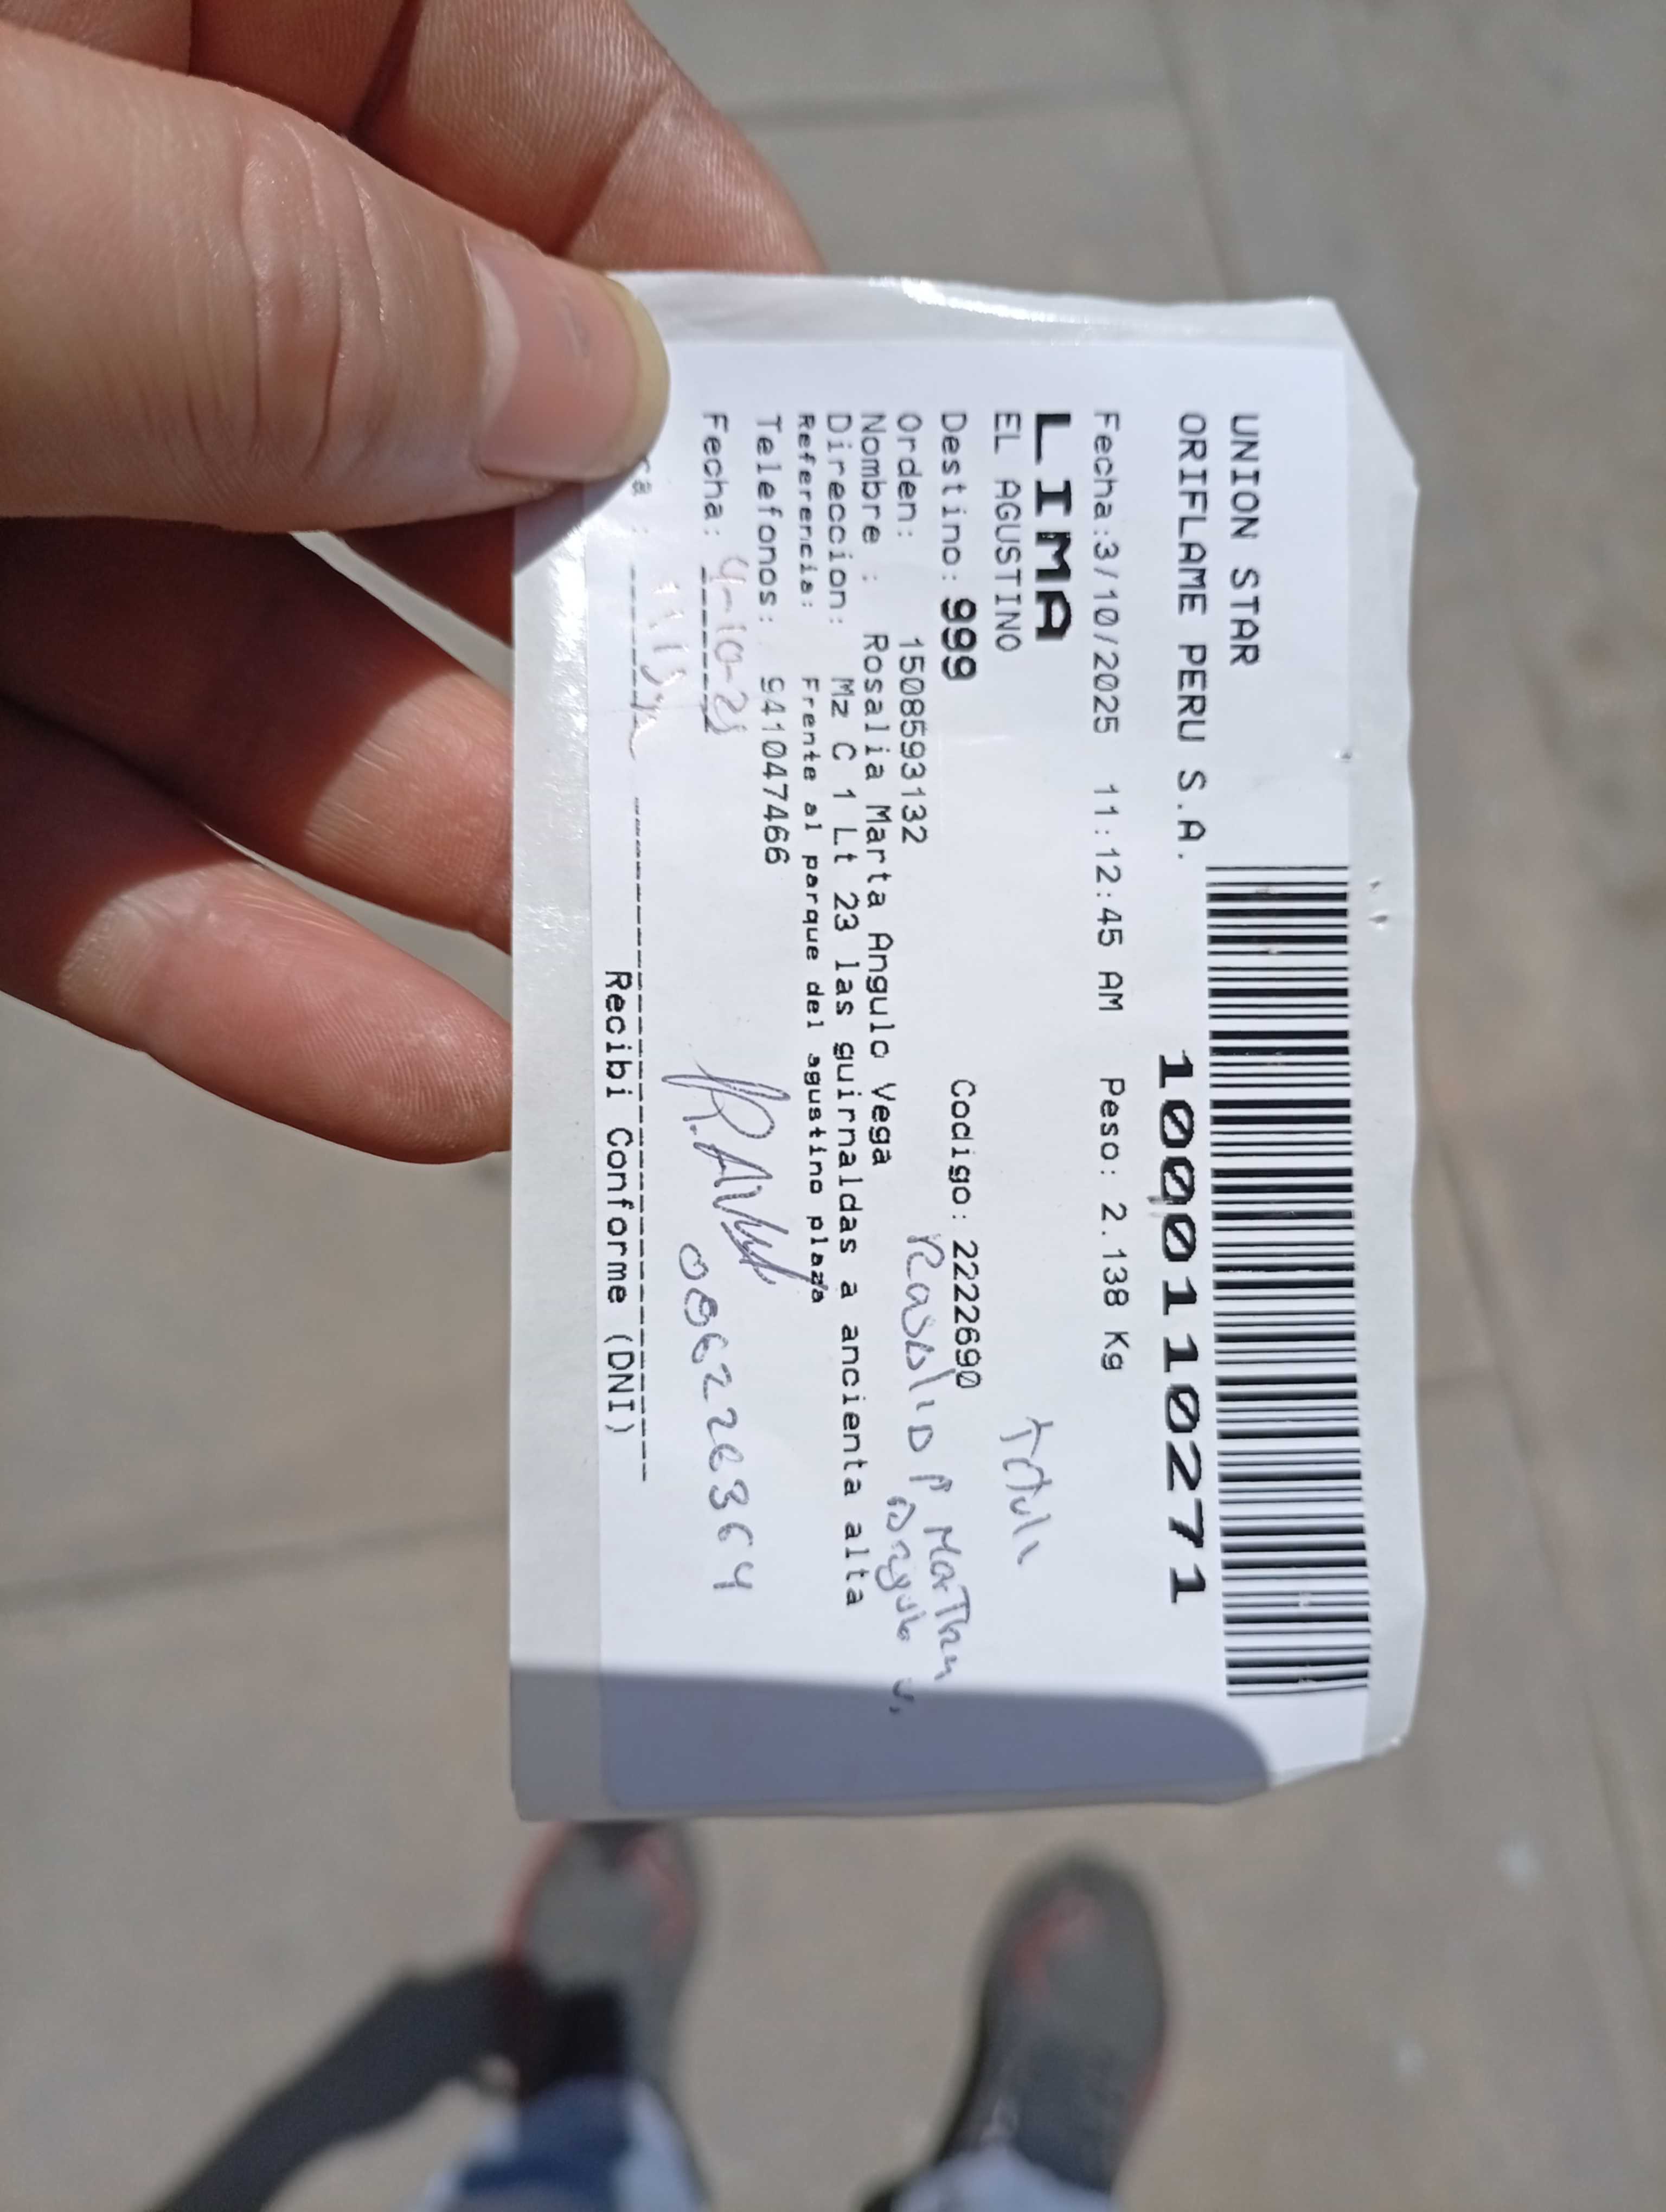 UNION STAR
ORIFLAME PERU S.A.
1000110271
Fecha:3/10/2025 11:12:45 AM Peso: 2.138 Kg
LIMA
EL AGUSTINO
Destino: 999 Codigo: 2222690
Orden: 1508593132
Nombre : Rosalia Marta Angulo Vega
Direccion: Mz C 1 Lt 23 las guirnaldas a ancienta alta
Referencia: Frente al parque del agustino plaza
Telefonos: 941047466
Fecha: 4-10-25
Recibi Conforme (DNI)